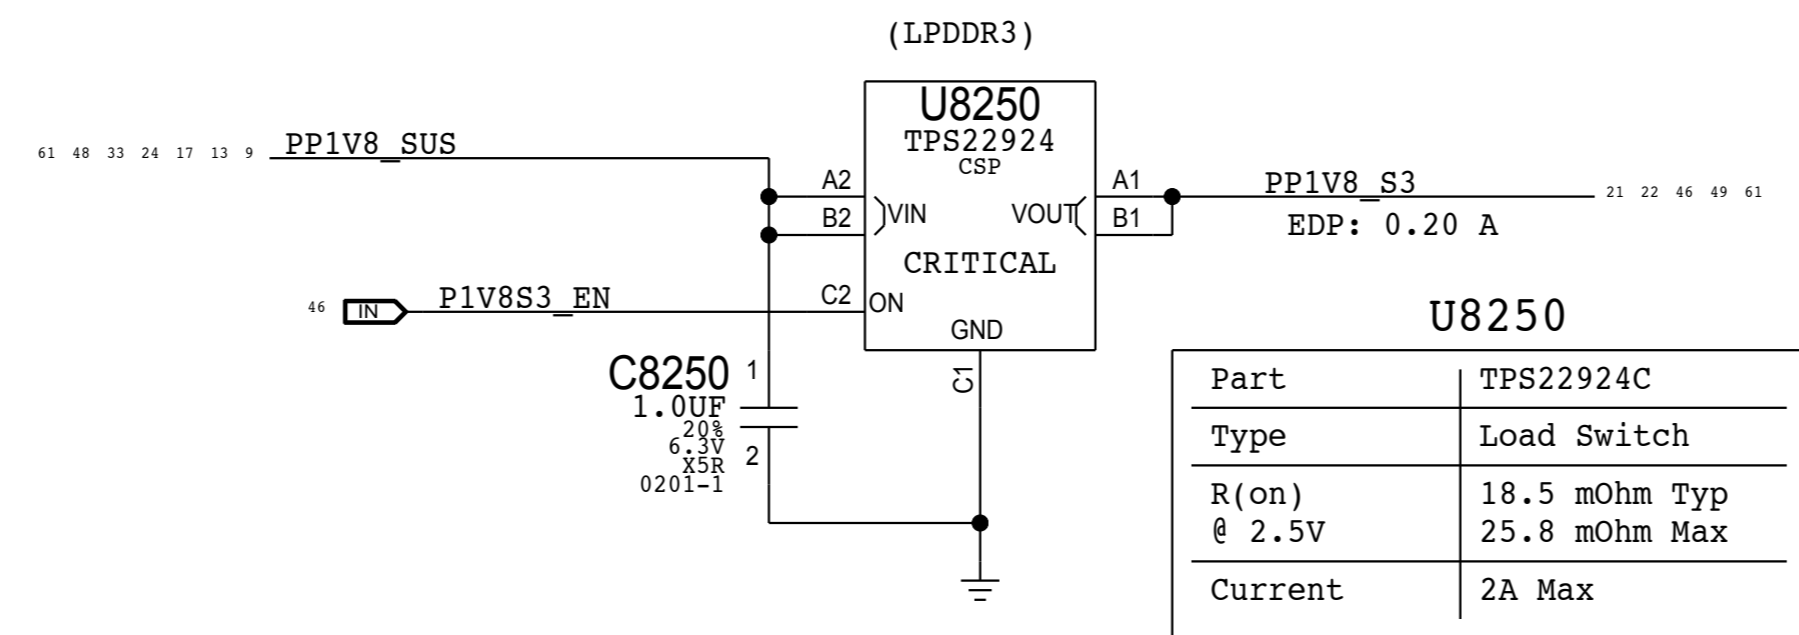 (LPDDR3)
U8250
TPS22924
CSP
61 48 33 24 17 13 9 PP1V8_SUS
A2
B2
VIN
VOUT
A1
B1
PP1V8_S3
21 22 46 49 61
EDP: 0.20 A
CRITICAL
46 IN P1V8S3_EN
C2
ON
GND
C1
C8250
1
1.0UF
20%
6.3V
X5R
2
0201-1
U8250
Part TPS22924C
Type Load Switch
R(on) 18.5 mOhm Typ
@ 2.5V 25.8 mOhm Max
Current 2A Max